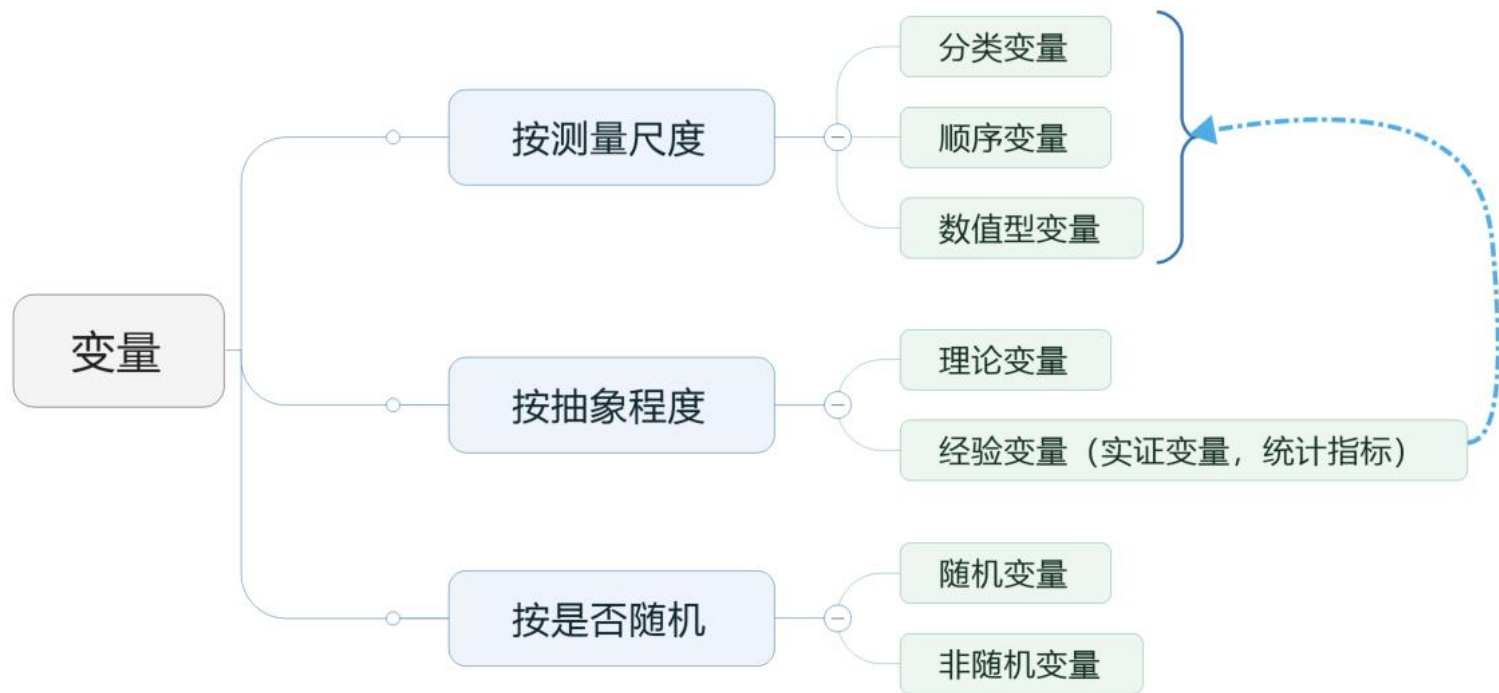 变量
按测量尺度
分类变量
顺序变量
数值型变量
按抽象程度
理论变量
经验变量（实证变量，统计指标）
按是否随机
随机变量
非随机变量